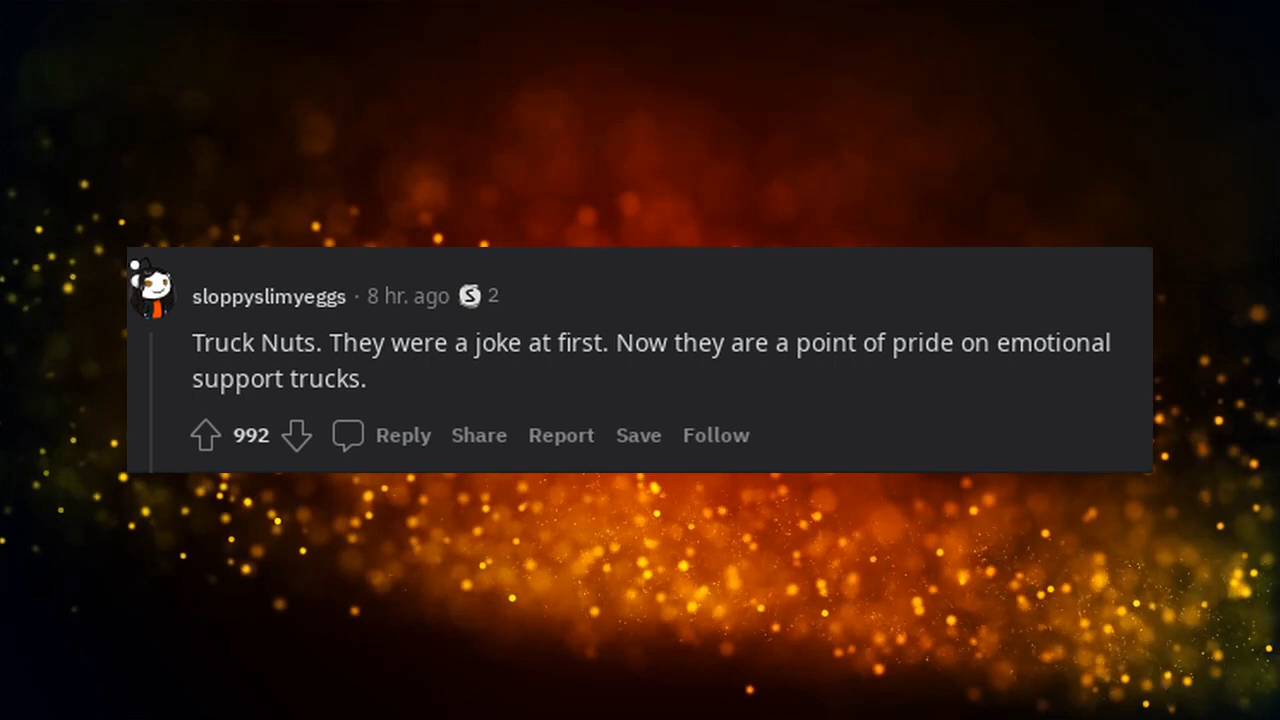 sloppyslimyeggs · 8 hr. ago S 2
Truck Nuts. They were a joke at first. Now they are a point of pride on emotional
support trucks.
992 Reply Share Report Save Follow